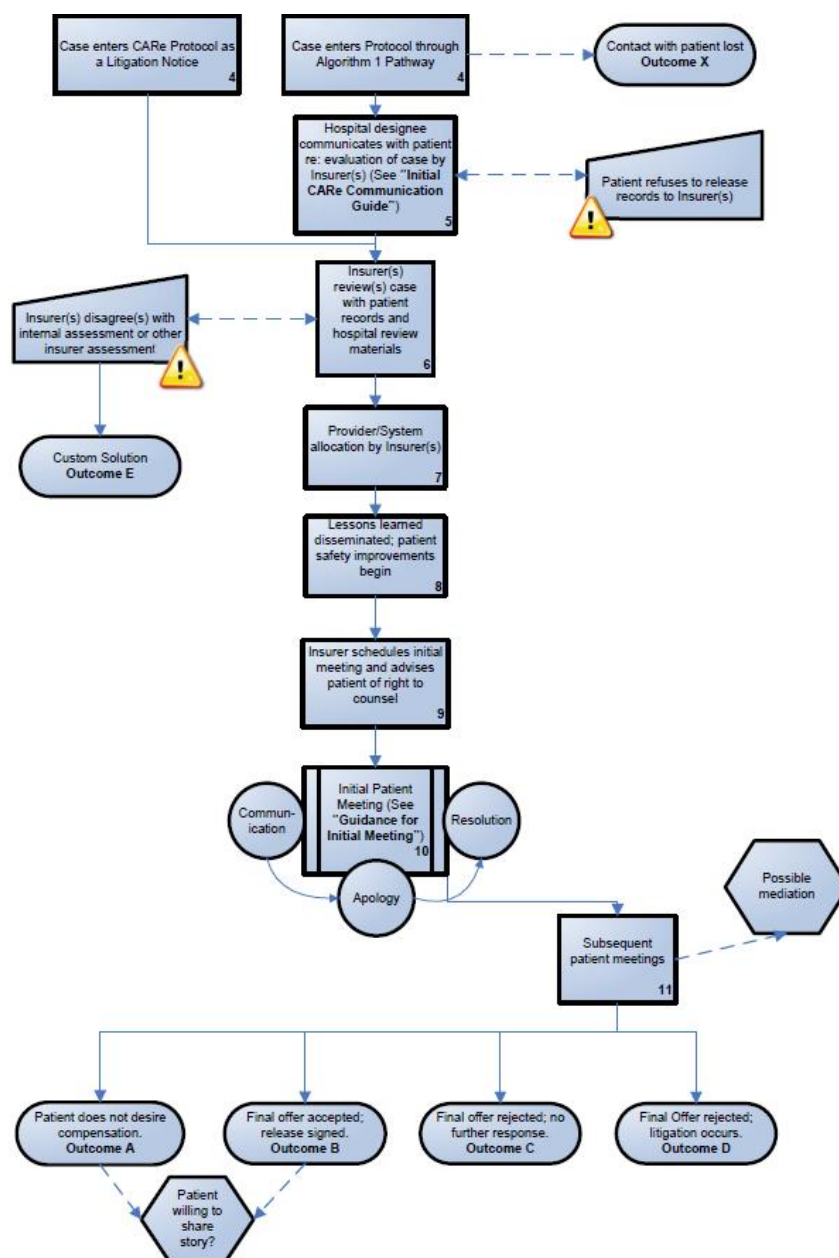 Case enters CARe Protocol as
a Litigation Notice
4
Case enters Protocol through
Algorithm 1 Pathway
4
Contact with patient lost
Outcome X
Hospital designee
communicates with patient
re: evaluation of case by
Insurer(s) (See "Initial
CARe Communication
Guide")
5
Patient refuses to release
records to Insurer(s)
!
Insurer(s)
review(s) case
with patient
records and
hospital review
materials
6
Insurer(s) disagree(s) with
internal assessment or other
insurer assessment
!
Custom Solution
Outcome E
Provider/System
allocation by Insurer(s)
7
Lessons learned
disseminated; patient
safety improvements
begin
8
Insurer schedules initial
meeting and advises
patient of right to
counsel
9
Initial Patient
Meeting (See
"Guidance for
Initial Meeting")
10
Commun-
ication
Apology
Resolution
Possible
mediation
Subsequent
patient meetings
11
Patient does not desire
compensation.
Outcome A
Final offer accepted;
release signed.
Outcome B
Final offer rejected; no
further response.
Outcome C
Final Offer rejected;
litigation occurs.
Outcome D
Patient
willing to
share
story?